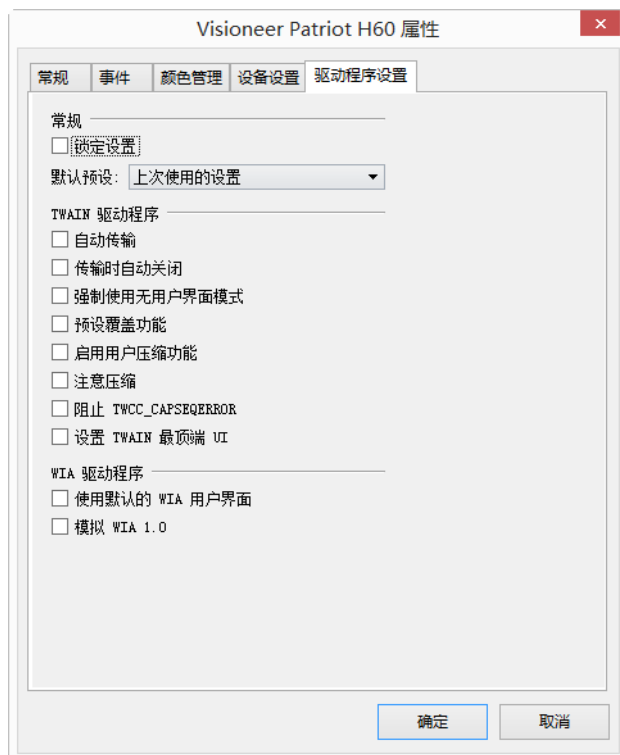 Visioneer Patriot H60 属性
常规 事件 颜色管理 设备设置 驱动程序设置
常规
锁定设置
默认预设: 上次使用的设置
TWAIN 驱动程序
自动传输
传输时自动关闭
强制使用无用户界面模式
预设覆盖功能
启用用户压缩功能
注意压缩
阻止 TWCC_CAPSEQERROR
设置 TWAIN 最顶端 UI
WIA 驱动程序
使用默认的 WIA 用户界面
模拟 WIA 1.0
确定 取消